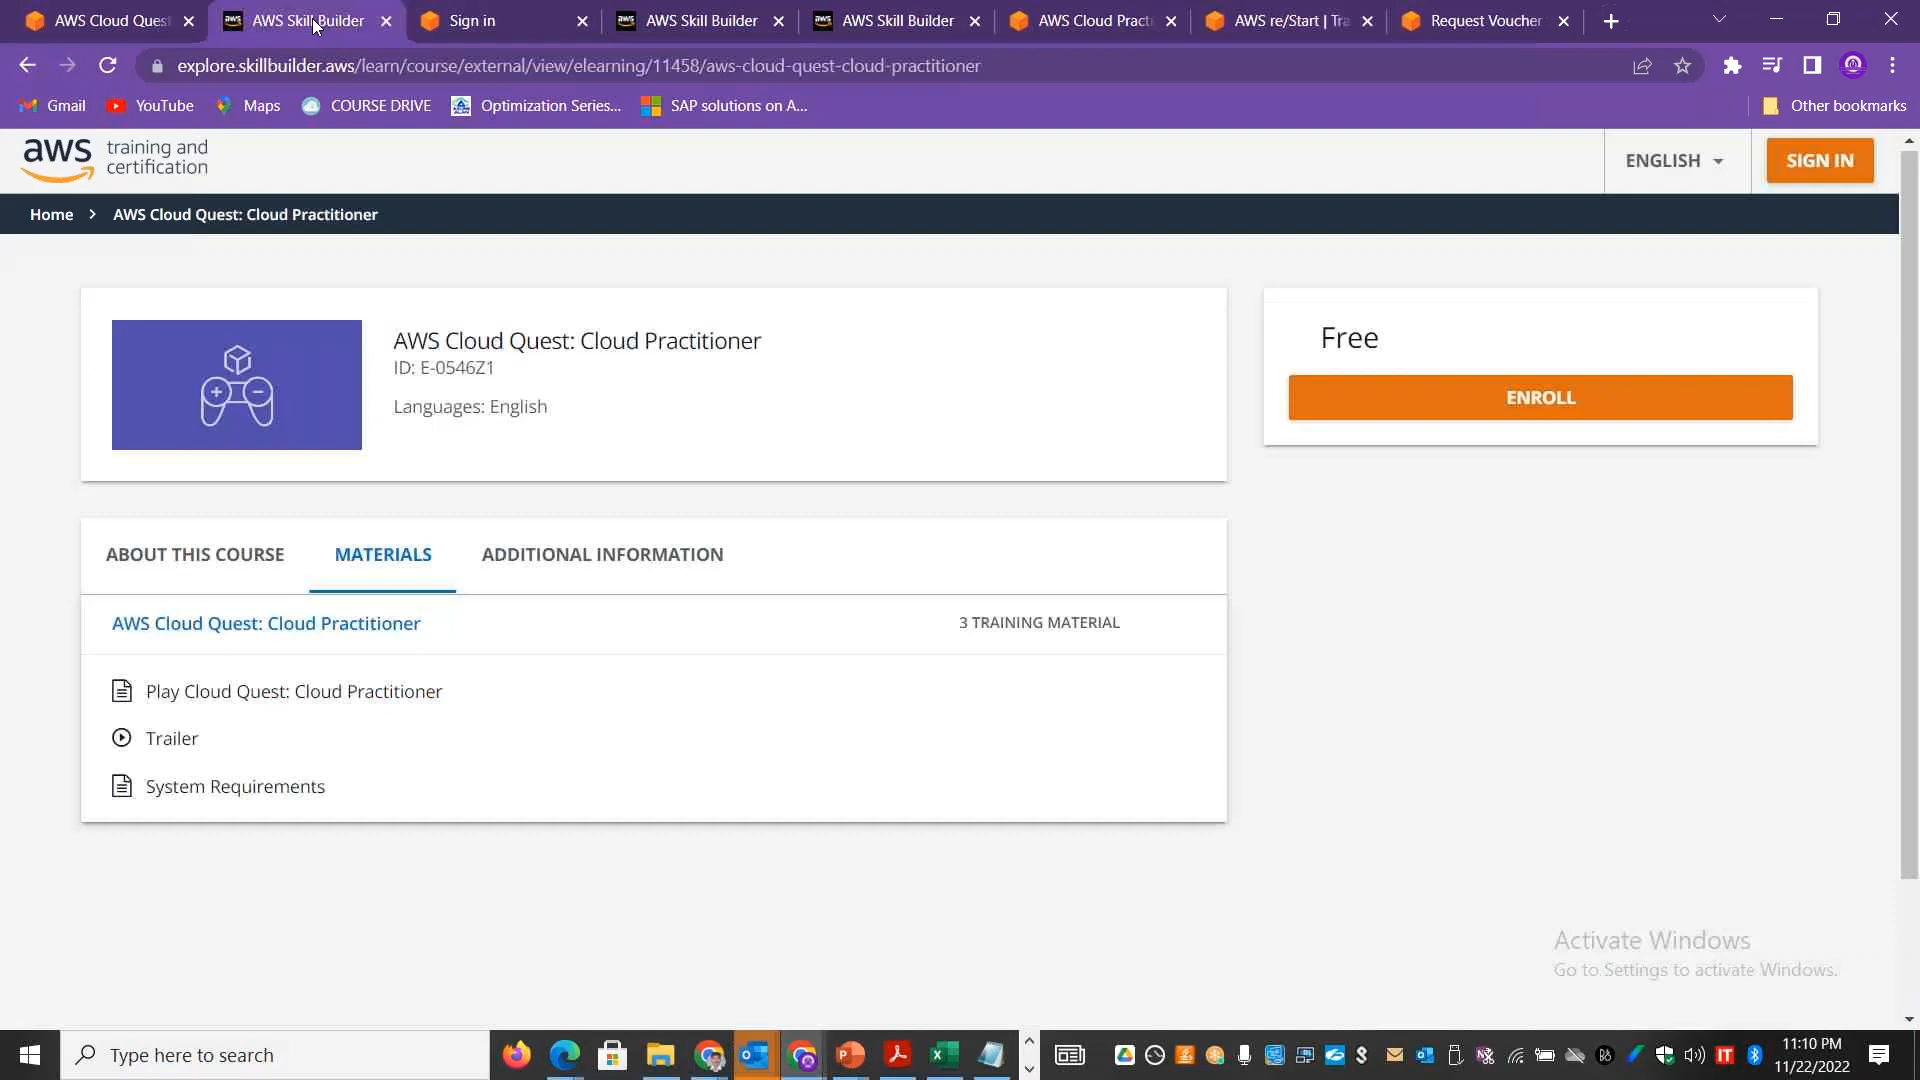 AWS Cloud Ques
AWS Skill Builder
Sign in
AWS Skill Builder
AWS Skill Builder
AWS Cloud Pract
AWS re/Start | Tra
Request Voucher
explore.skillbuilder.aws/learn/course/external/view/elearning/11458/aws-cloud-quest-cloud-practitioner
Gmail
YouTube
Maps
COURSE DRIVE
Optimization Series...
SAP solutions on A...
Other bookmarks
aws training and
certification
ENGLISH
SIGN IN
Home > AWS Cloud Quest: Cloud Practitioner
AWS Cloud Quest: Cloud Practitioner
ID: E-0546Z1
Languages: English
Free
ENROLL
ABOUT THIS COURSE
MATERIALS
ADDITIONAL INFORMATION
AWS Cloud Quest: Cloud Practitioner
3 TRAINING MATERIAL
Play Cloud Quest: Cloud Practitioner
Trailer
System Requirements
Activate Windows
Go to Settings to activate Windows.
Type here to search
11:10 PM
11/22/2022